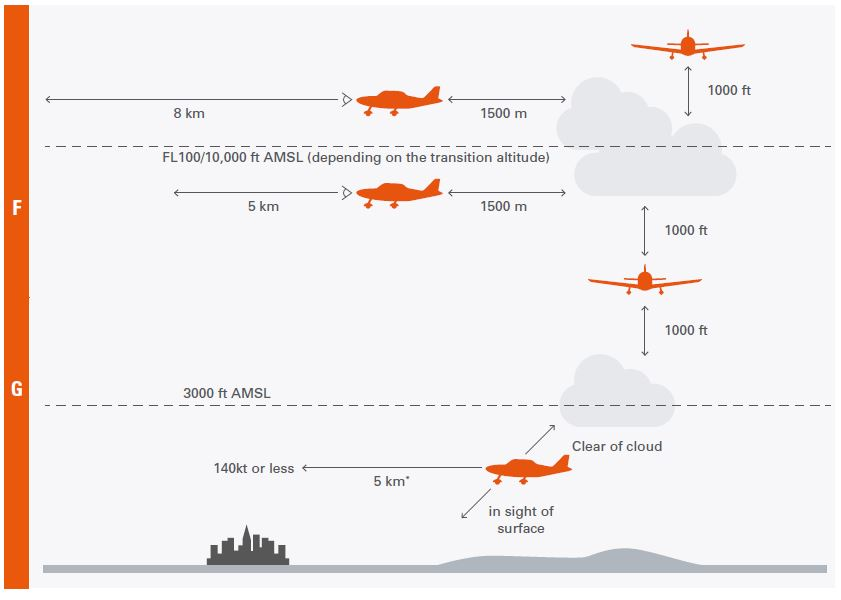 1000 ft
8 km
1500 m
FL100/10,000 ft AMSL (depending on the transition altitude)
F
5 km
1500 m
1000 ft
1000 ft
G
3000 ft AMSL
Clear of cloud
140kt or less
5 km*
in sight of
surface